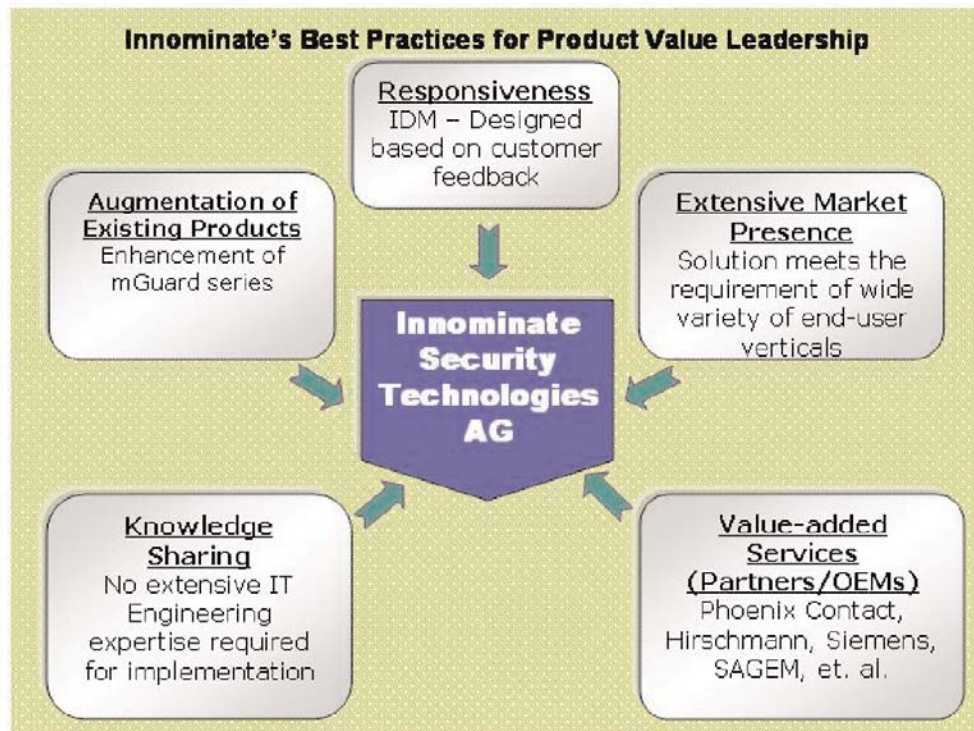 Innominate's Best Practices for Product Value Leadership
Responsiveness
IDM – Designed
based on customer
feedback
Augmentation of
Existing Products
Enhancement of
mGuard series
Extensive Market
Presence
Solution meets the
requirement of wide
variety of end-user
verticals
Innominate
Security
Technologies
AG
Knowledge
Sharing
No extensive IT
Engineering
expertise required
for implementation
Value-added
Services
(Partners/OEMs)
Phoenix Contact,
Hirschmann, Siemens,
SAGEM, et. al.